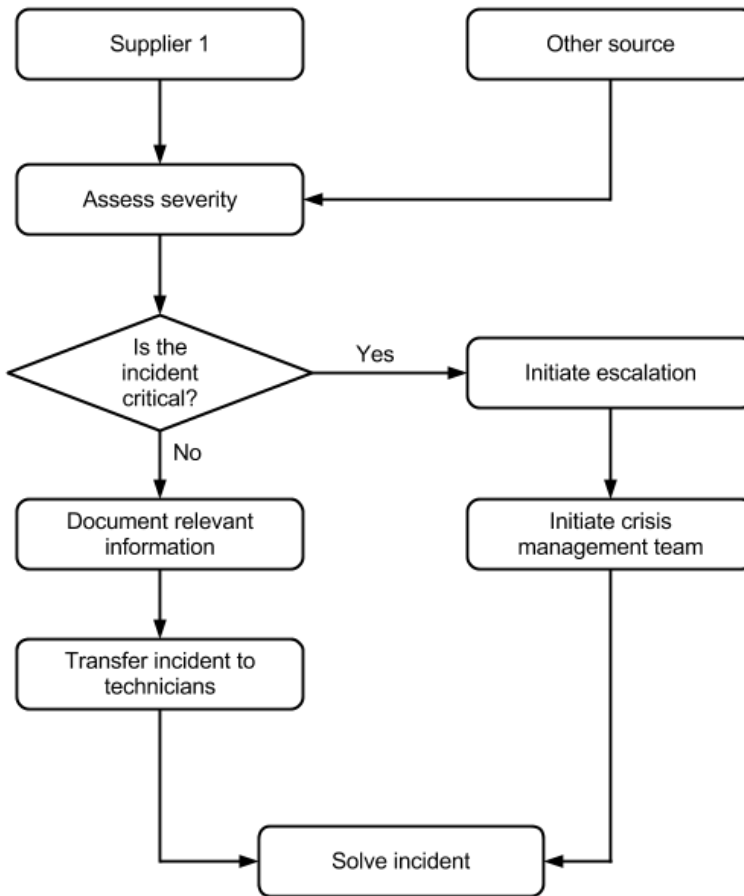 Supplier 1
Other source
Assess severity
Is the
incident
critical?
Yes
Initiate escalation
No
Document relevant
information
Initiate crisis
management team
Transfer incident to
technicians
Solve incident